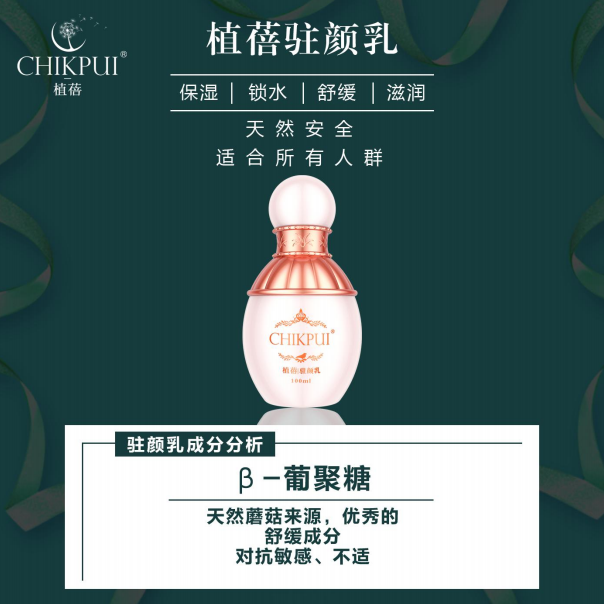 CHIKPUI®
植蓓
植蓓驻颜乳
保湿 | 锁水 | 舒缓 | 滋润
天然安全
适合所有人群
CHIKPUI®
植蓓驻颜乳
100ml
驻颜乳成分分析
β-葡聚糖
天然蘑菇来源，优秀的
舒缓成分
对抗敏感、不适